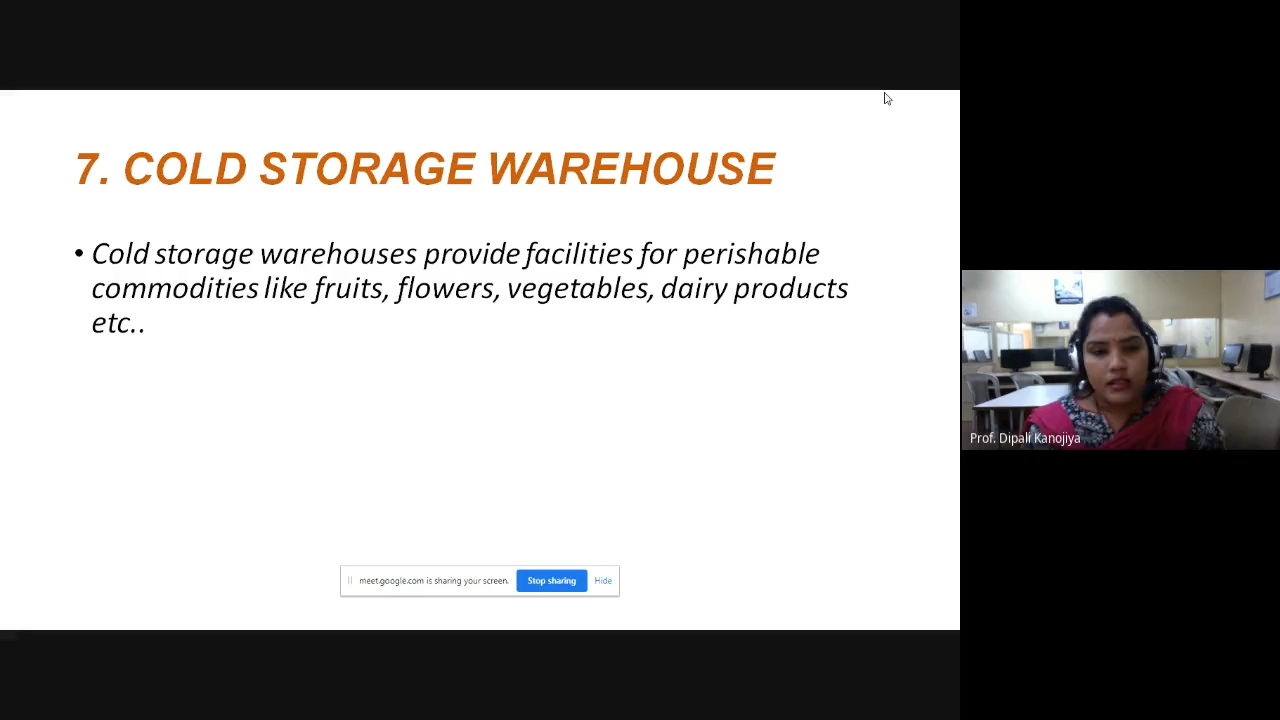 7. COLD STORAGE WAREHOUSE
• Cold storage warehouses provide facilities for perishable
commodities like fruits, flowers, vegetables, dairy products
etc..
meet.google.com is sharing your screen. Stop sharing Hide
Prof. Dipali Kanojiya